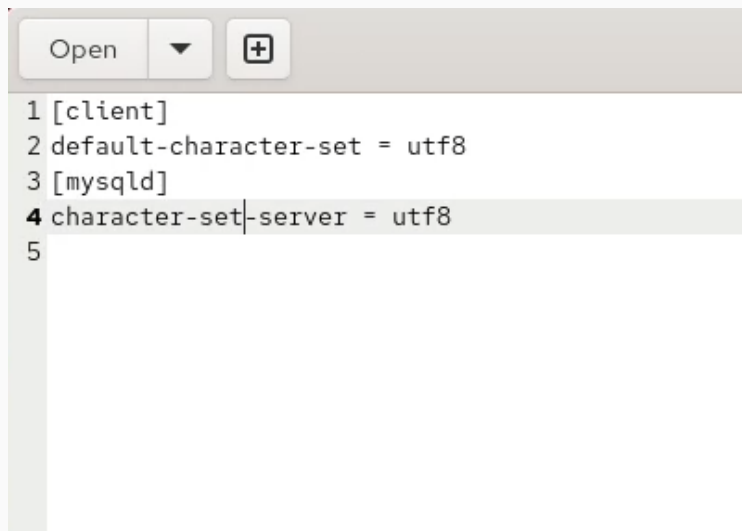 Open
1 [client]
2 default-character-set = utf8
3 [mysqld]
4 character-set-server = utf8
5